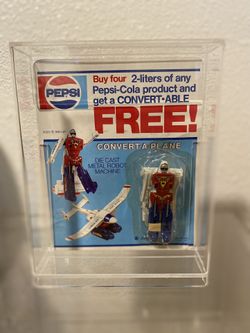 PEPSI
Buy four 2-liters of any
Pepsi-Cola product and
get a CONVERT·ABLE
FREE!
CONVERT A PLANE
DIE CAST
METAL ROBOT
MACHINE